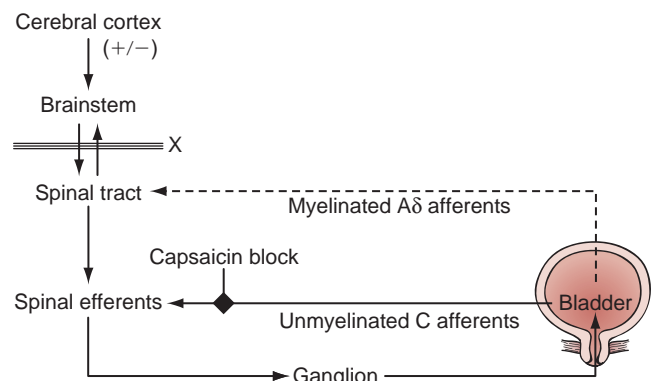 Cerebral cortex
(+/−)
Brainstem
X
Spinal tract
Myelinated Aδ afferents
Capsaicin block
Spinal efferents
Bladder
Unmyelinated C afferents
Ganglion